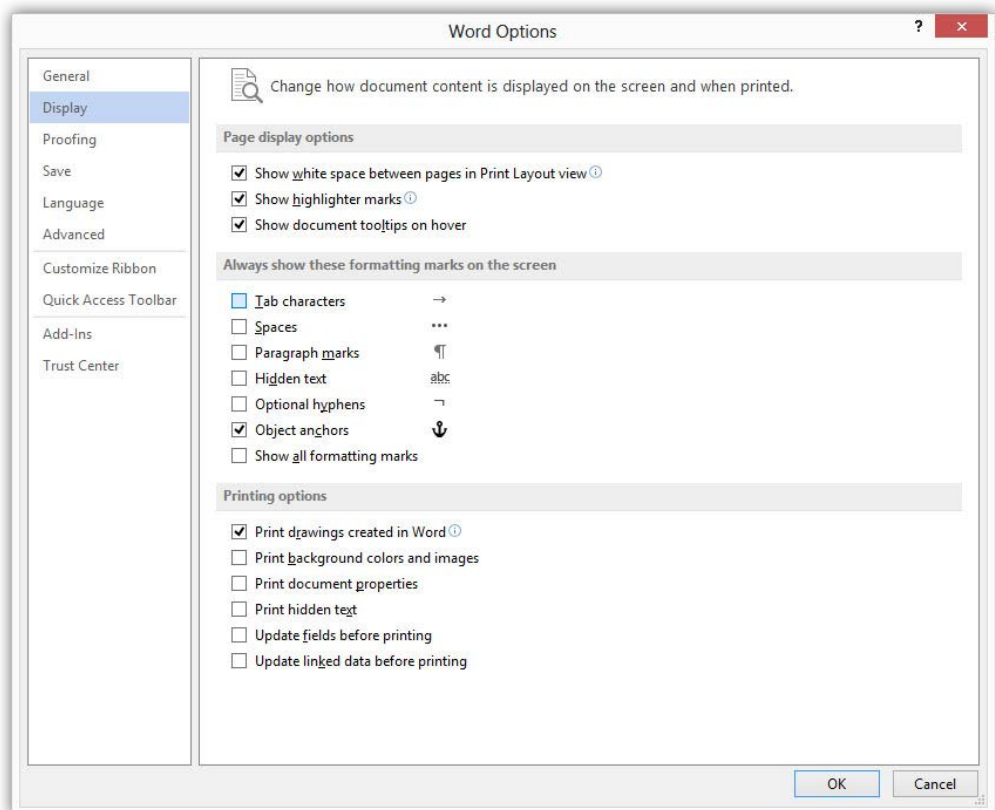 Word Options
?
General
Display
Proofing
Save
Language
Advanced
Customize Ribbon
Quick Access Toolbar
Add-Ins
Trust Center
Change how document content is displayed on the screen and when printed.
Page display options
Show white space between pages in Print Layout view
Show highlighter marks
Show document tooltips on hover
Always show these formatting marks on the screen
Tab characters →
Spaces •••
Paragraph marks ¶
Hidden text abc
Optional hyphens ¬
Object anchors
Show all formatting marks
Printing options
Print drawings created in Word
Print background colors and images
Print document properties
Print hidden text
Update fields before printing
Update linked data before printing
OK Cancel